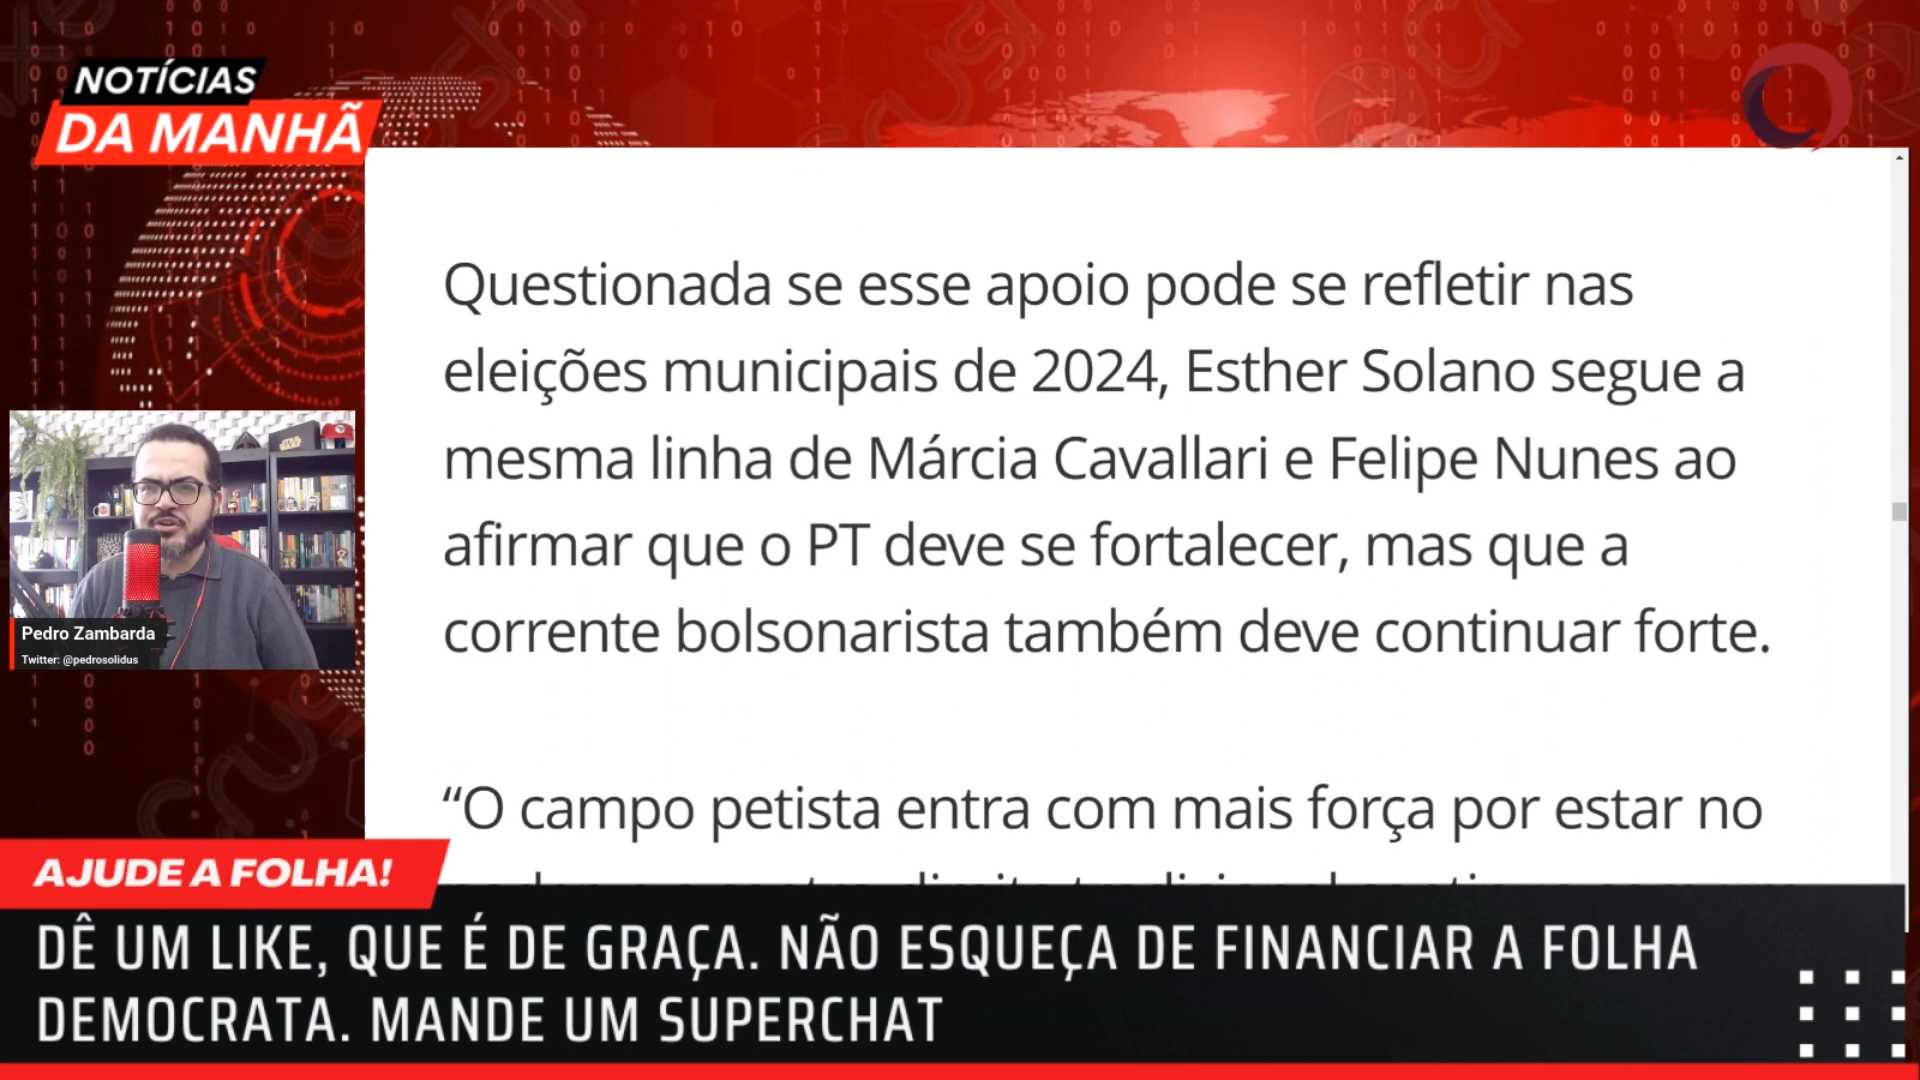 NOTÍCIAS
DA MANHÃ
Questionada se esse apoio pode se refletir nas
eleições municipais de 2024, Esther Solano segue a
mesma linha de Márcia Cavallari e Felipe Nunes ao
afirmar que o PT deve se fortalecer, mas que a
corrente bolsonarista também deve continuar forte.
“O campo petista entra com mais força por estar no
Pedro Zambarda
Twitter: @pedrosolidus
AJUDE A FOLHA!
DÊ UM LIKE, QUE É DE GRAÇA. NÃO ESQUEÇA DE FINANCIAR A FOLHA
DEMOCRATA. MANDE UM SUPERCHAT